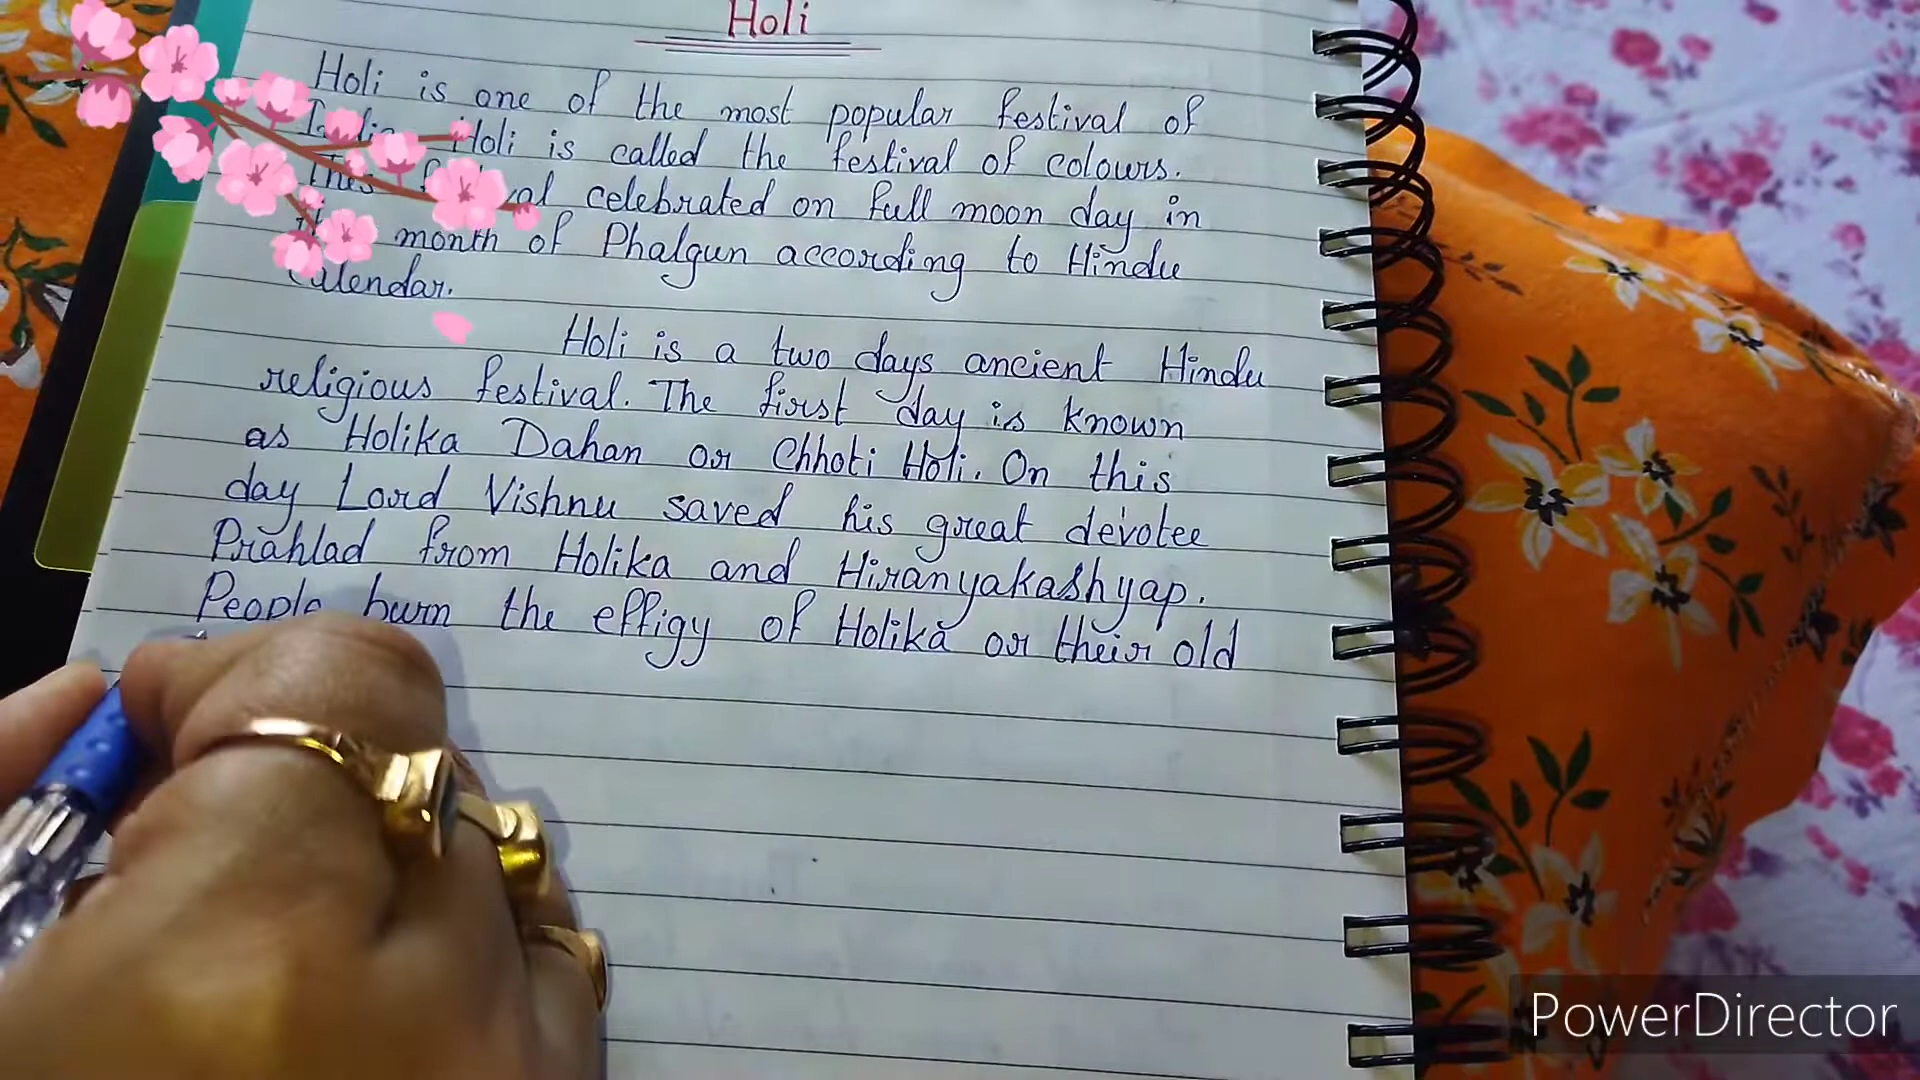 Holi
Holi is one of the most popular festival of
India. Holi is called the festival of colours.
This celebrated on full moon day in
month of Phalgun according to Hindu
Calendar.
Holi is a two days ancient Hindu
religious festival. The first day is known
as Holika Dahan or Chhoti Holi. On this
day Lord Vishnu saved his great devotee
Prahlad from Holika and Hiranyakashyap.
People burn the effigy of Holika or their old
PowerDirector